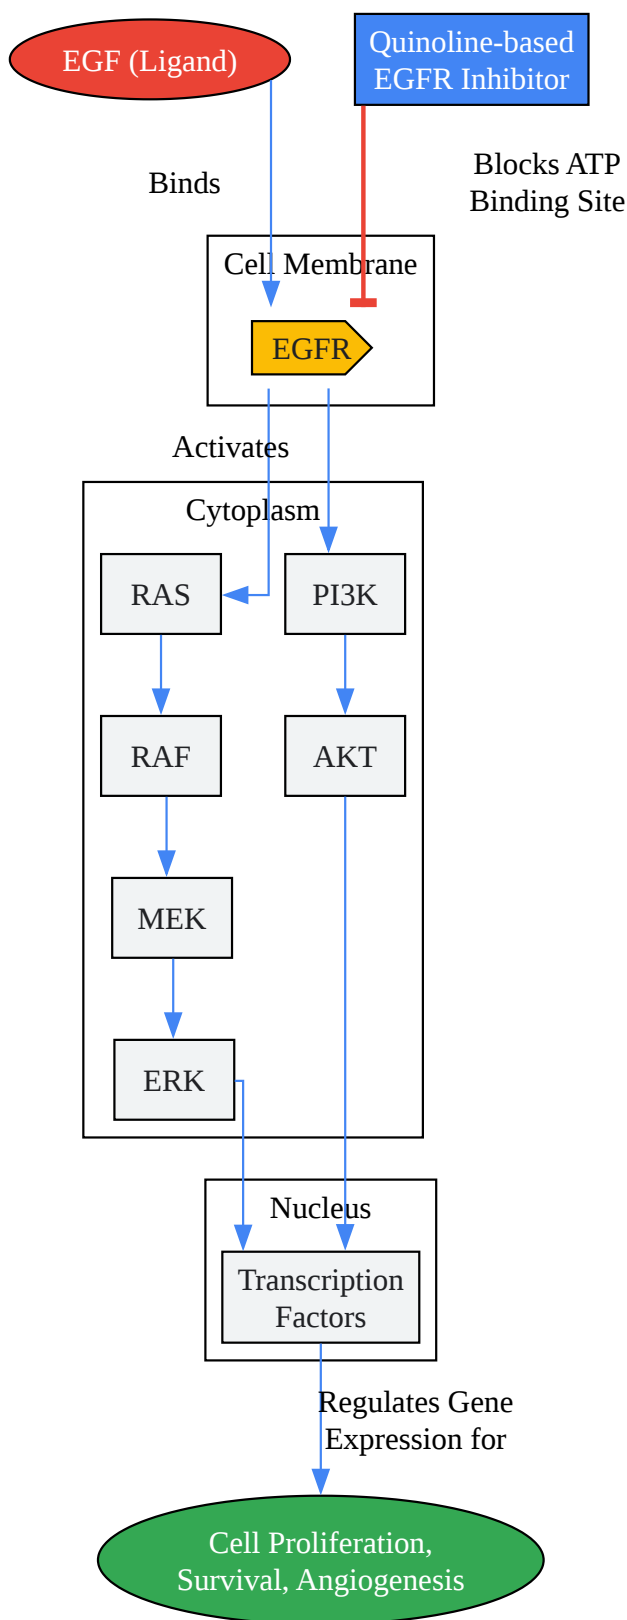 EGF (Ligand)
Quinoline-based
EGFR Inhibitor
Binds
Blocks ATP
Binding Site
Cell Membrane
EGFR
Activates
Cytoplasm
RAS
PI3K
RAF
AKT
MEK
ERK
Nucleus
Transcription
Factors
Regulates Gene
Expression for
Cell Proliferation,
Survival, Angiogenesis